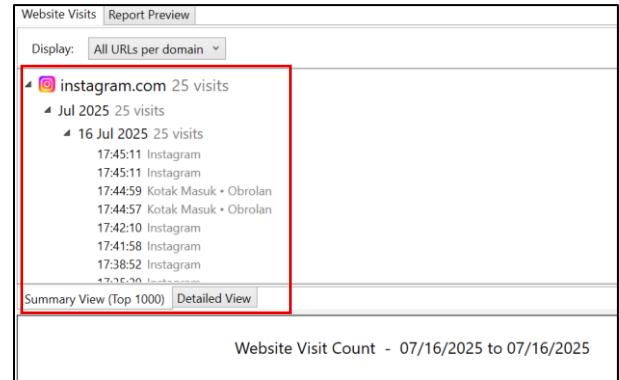 Website Visits Report Preview
Display: All URLs per domain
instagram.com 25 visits
Jul 2025 25 visits
16 Jul 2025 25 visits
17:45:11 Instagram
17:45:11 Instagram
17:44:59 Kotak Masuk • Obrolan
17:44:57 Kotak Masuk • Obrolan
17:42:10 Instagram
17:41:58 Instagram
17:38:52 Instagram
Summary View (Top 1000) Detailed View
Website Visit Count - 07/16/2025 to 07/16/2025